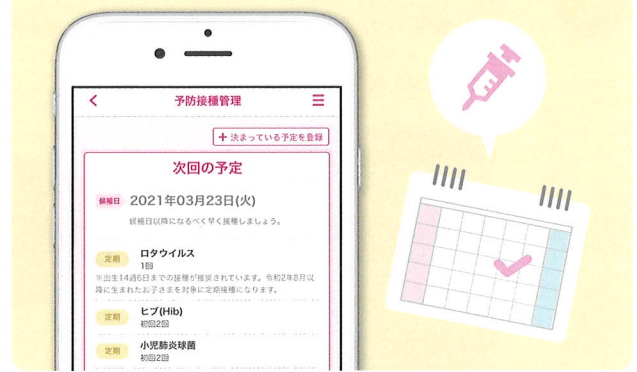 予防接種管理
+ 決まっている予定を登録
次回の予定
候補日 2021年03月23日(火)
候補日以降になるべく早く接種しましょう。
定期 ロタウイルス
1回
※出生14週6日までの接種が推奨されています。令和2年8月以
降に生まれたお子さまを対象に定期接種になります。
定期 ヒブ(Hib)
初回2回
定期 小児肺炎球菌
初回2回